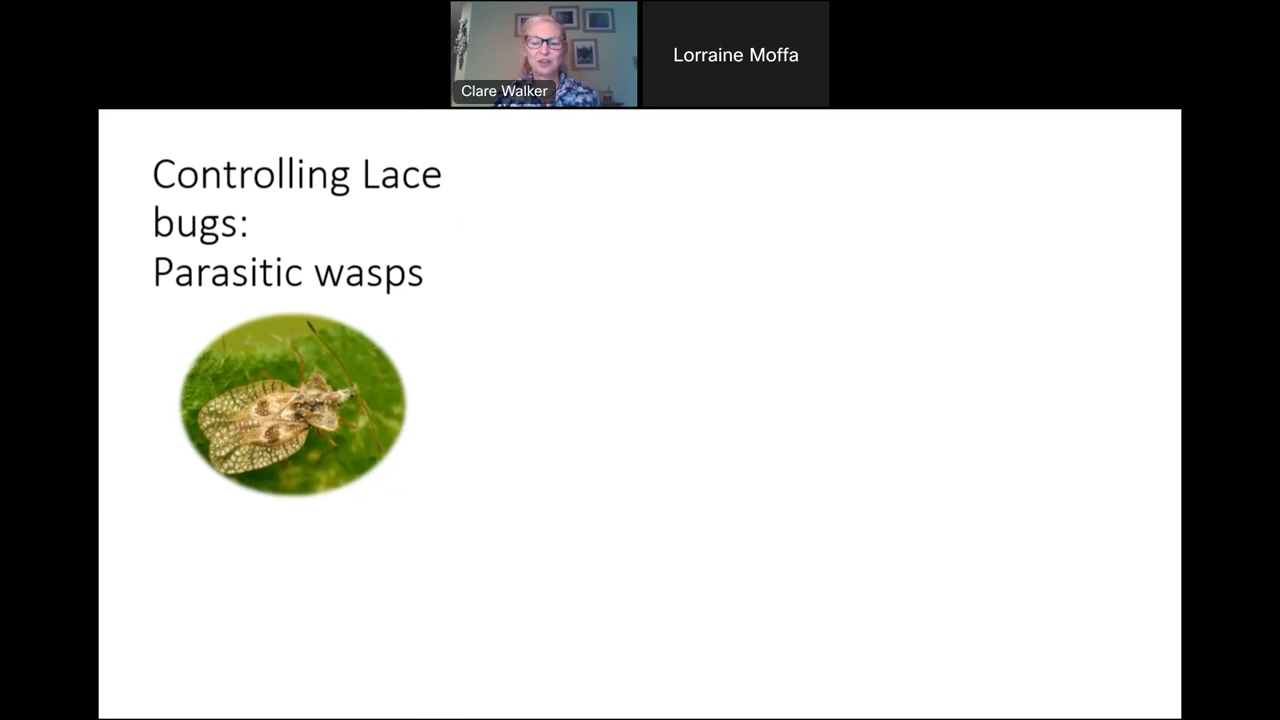 Clare Walker
Lorraine Moffa
Controlling Lace
bugs:
Parasitic wasps